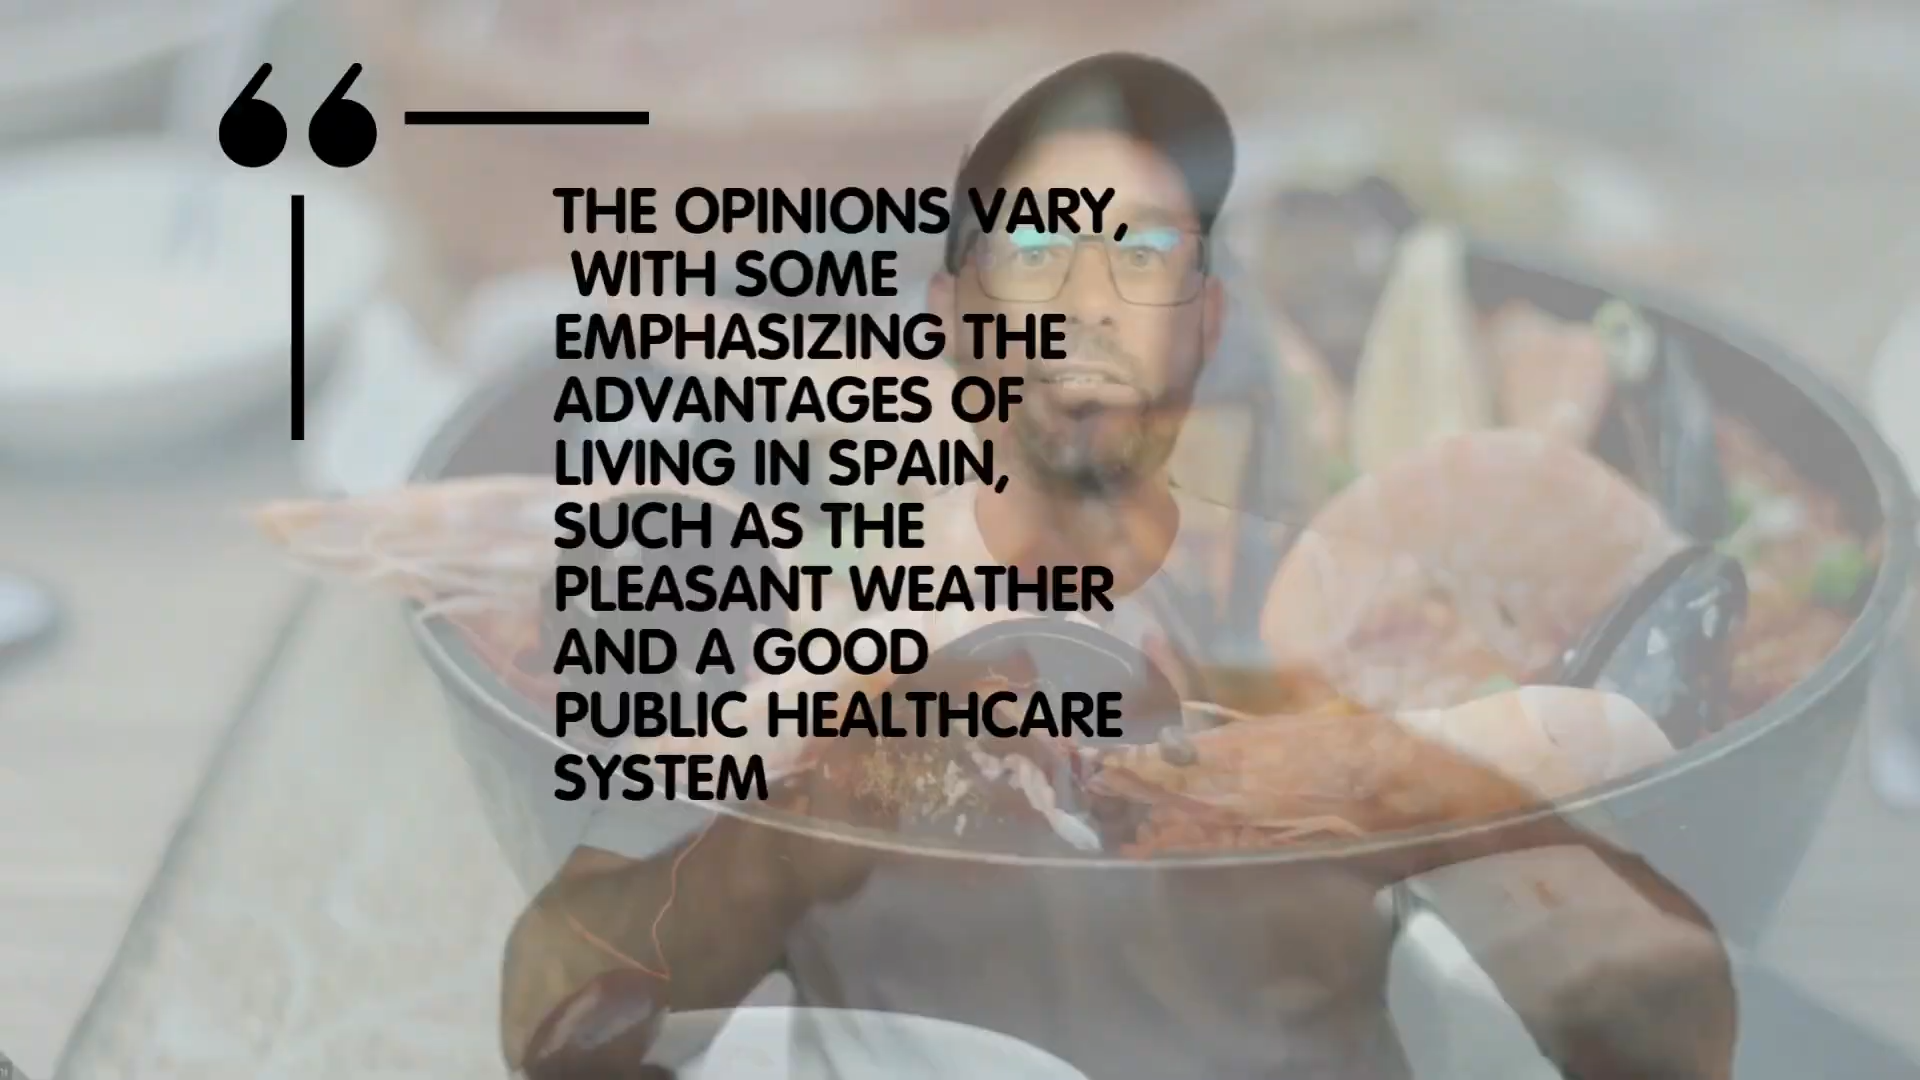 THE OPINIONS VARY,
WITH SOME
EMPHASIZING THE
ADVANTAGES OF
LIVING IN SPAIN,
SUCH AS THE
PLEASANT WEATHER
AND A GOOD
PUBLIC HEALTHCARE
SYSTEM